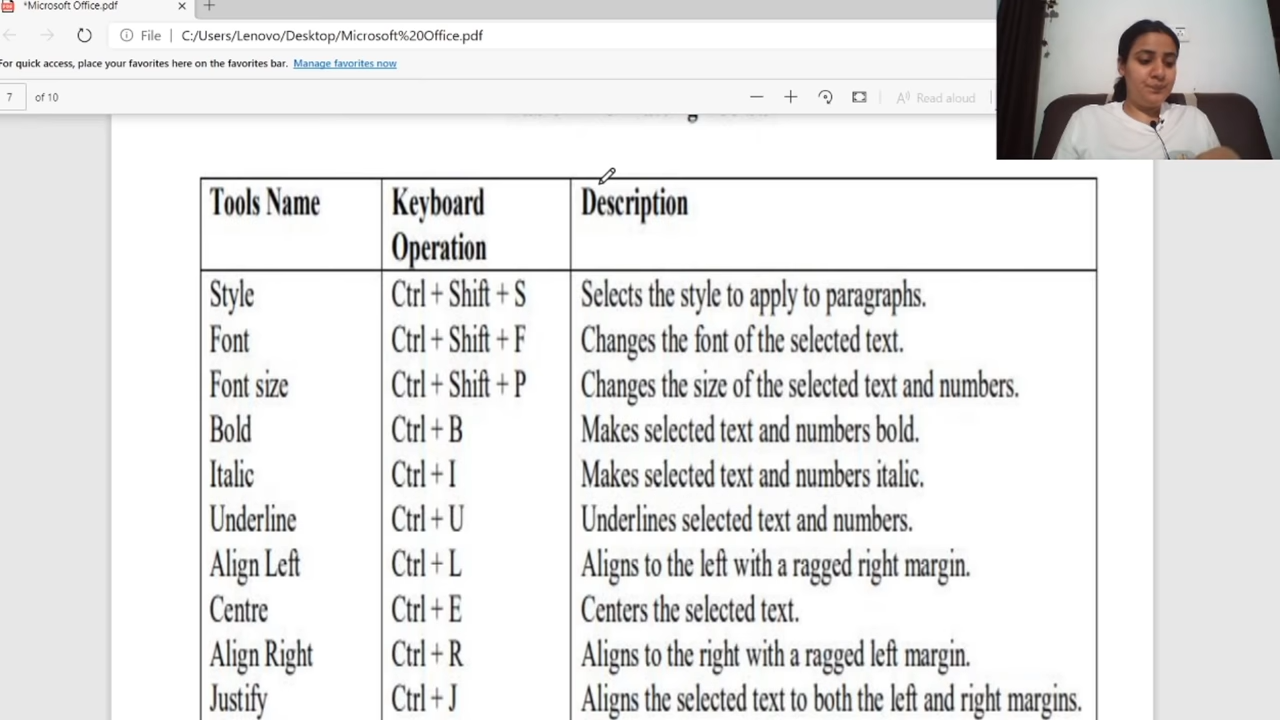 *Microsoft Office.pdf
File | C:/Users/Lenovo/Desktop/Microsoft%20Office.pdf
For quick access, place your favorites here on the favorites bar. Manage favorites now
7 of 10 Read aloud
Tools Name Keyboard Operation Description
Style Ctrl + Shift + S Selects the style to apply to paragraphs.
Font Ctrl + Shift + F Changes the font of the selected text.
Font size Ctrl + Shift + P Changes the size of the selected text and numbers.
Bold Ctrl + B Makes selected text and numbers bold.
Italic Ctrl + I Makes selected text and numbers italic.
Underline Ctrl + U Underlines selected text and numbers.
Align Left Ctrl + L Aligns to the left with a ragged right margin.
Centre Ctrl + E Centers the selected text.
Align Right Ctrl + R Aligns to the right with a ragged left margin.
Justify Ctrl + J Aligns the selected text to both the left and right margins.